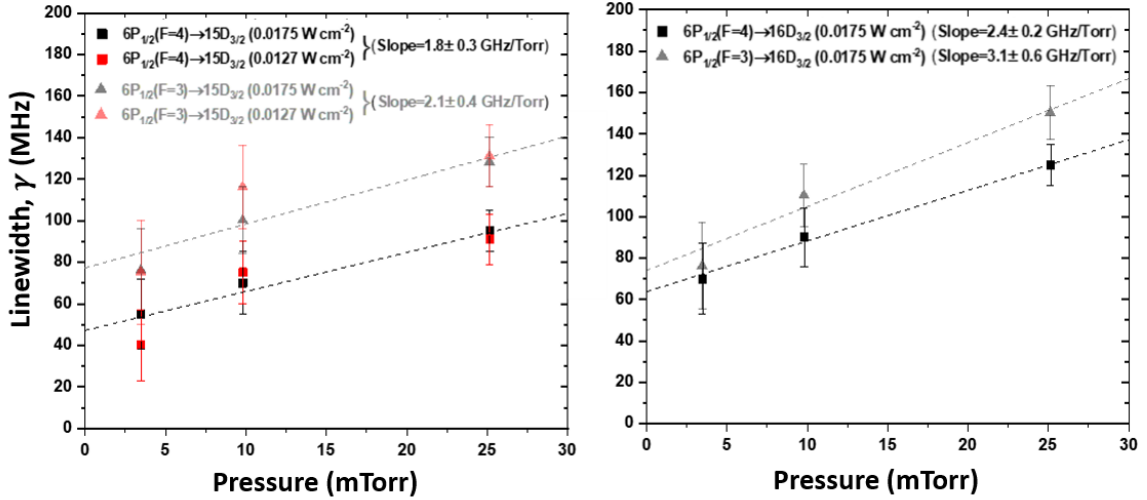 200
180
160
140
120
100
80
60
40
20
0
Linewidth, γ (MHz)
6P1/2(F=4)→15D3/2 (0.0175 W cm-2)
6P1/2(F=4)→15D3/2 (0.0127 W cm-2)
}(Slope=1.8± 0.3 GHz/Torr)
6P1/2(F=3)→15D3/2 (0.0175 W cm-2)
6P1/2(F=3)→15D3/2 (0.0127 W cm-2)
}(Slope=2.1± 0.4 GHz/Torr)
0 5 10 15 20 25 30
Pressure (mTorr)
200
180
160
140
120
100
80
60
40
20
0
6P1/2(F=4)→16D3/2 (0.0175 W cm-2) (Slope=2.4± 0.2 GHz/Torr)
6P1/2(F=3)→16D3/2 (0.0175 W cm-2) (Slope=3.1± 0.6 GHz/Torr)
0 5 10 15 20 25 30
Pressure (mTorr)